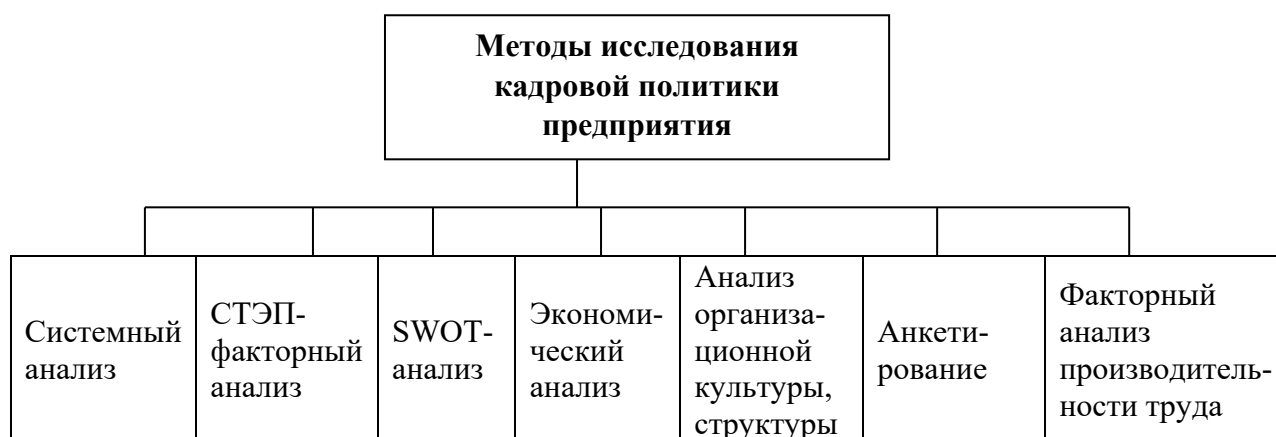 Методы исследования
кадровой политики
предприятия
Системный
анализ
СТЭП-
факторный
анализ
SWOT-
анализ
Экономи-
ческий
анализ
Анализ
организа-
ционной
культуры,
структуры
Анкети-
рование
Факторный
анализ
производитель-
ности труда